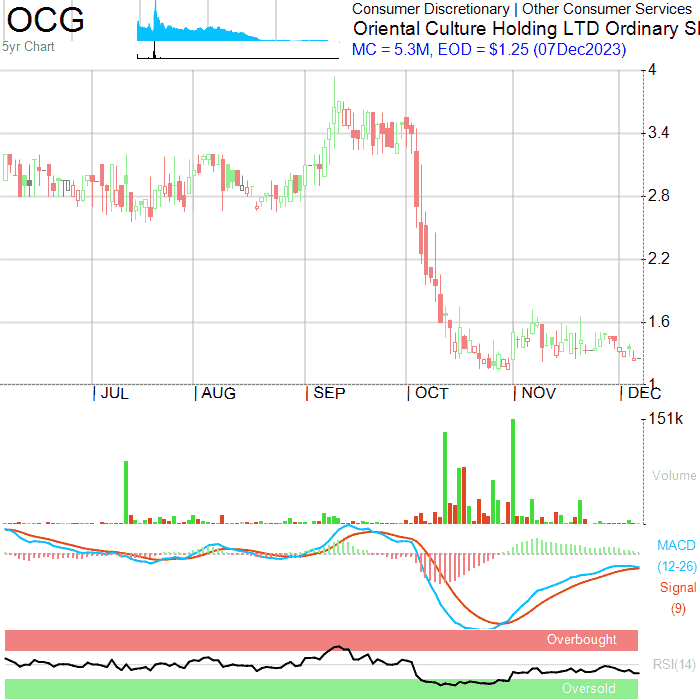 OCG
5yr Chart
Consumer Discretionary | Other Consumer Services
Oriental Culture Holding LTD Ordinary S
MC = 5.3M, EOD = $1.25 (07Dec2023)
4
3.4
2.8
2.2
1.6
1
JUL AUG SEP OCT NOV DEC
151k
Volume
MACD
(12-26)
Signal
(9)
Overbought
RSI(14)
Oversold